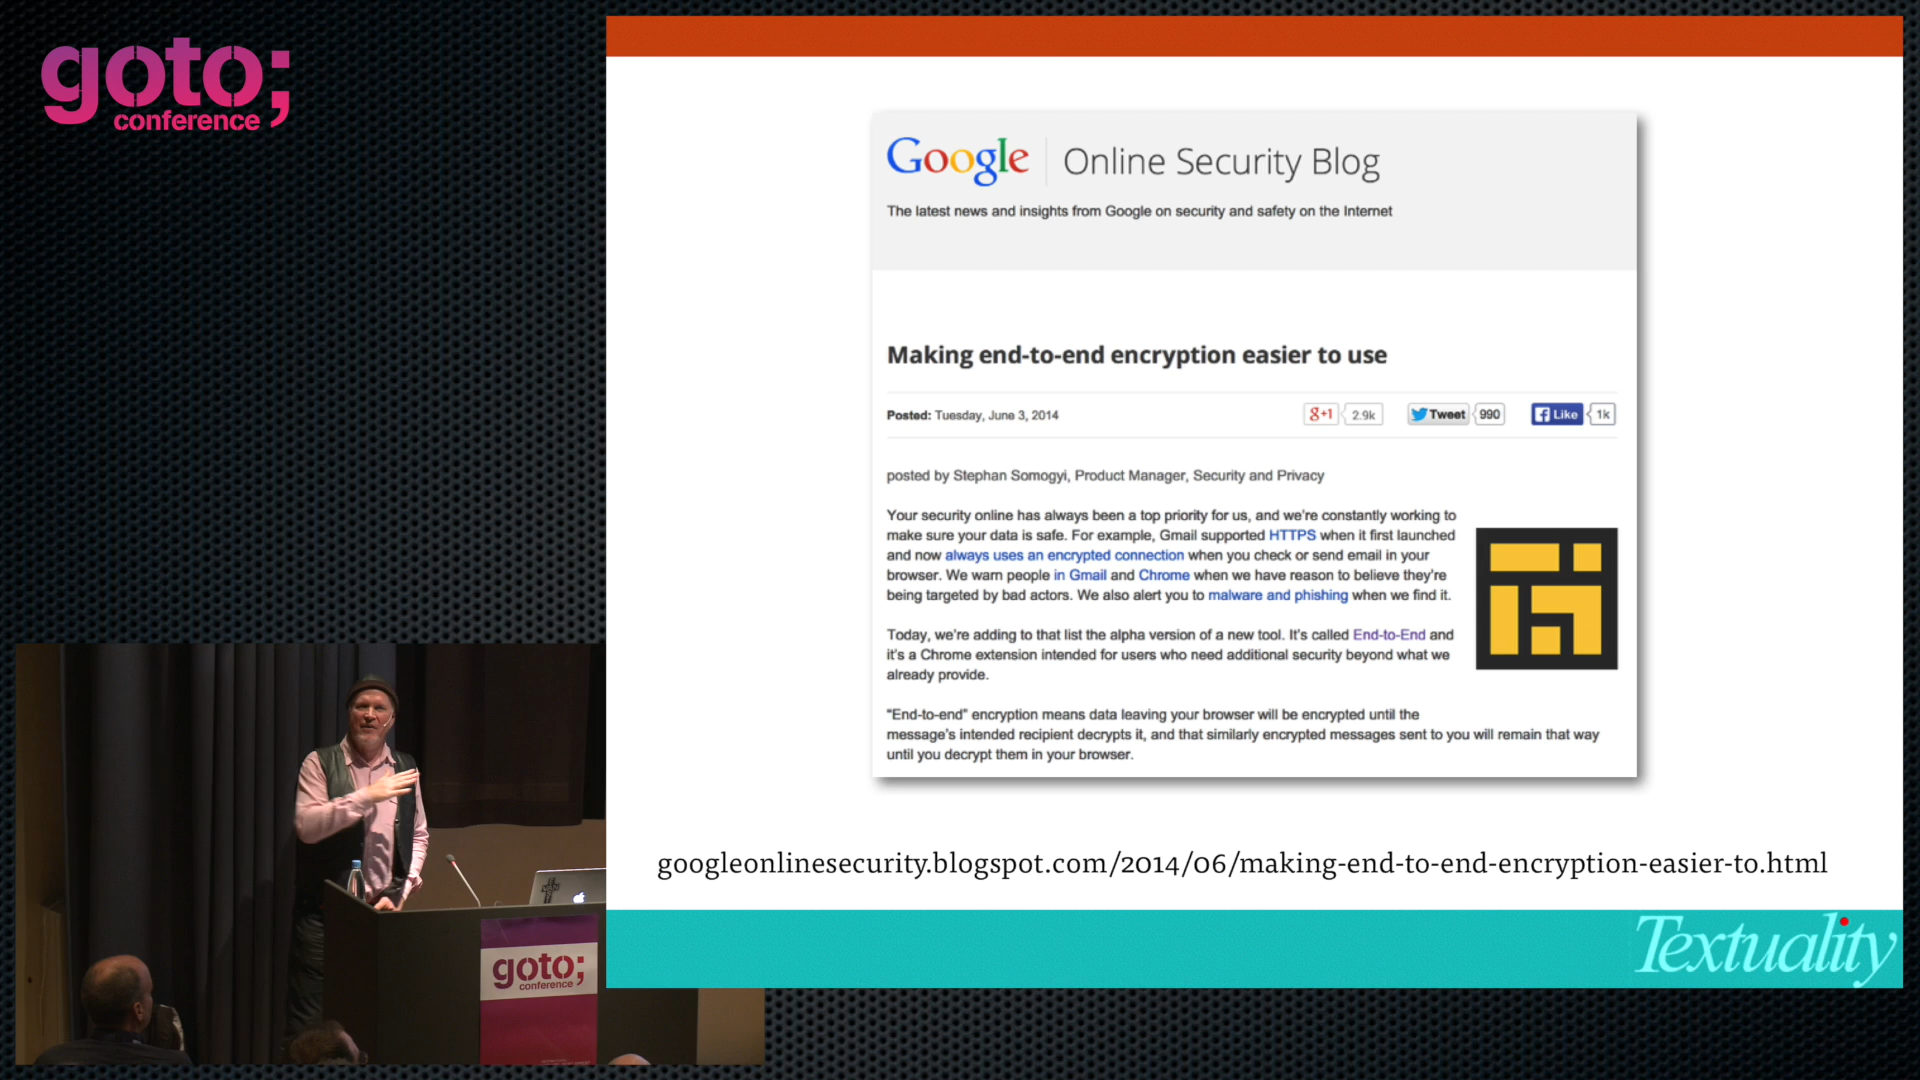 goto;
conference
Google Online Security Blog
The latest news and insights from Google on security and safety on the Internet
Making end-to-end encryption easier to use
Posted: Tuesday, June 3, 2014
g+1 2.9k Tweet 990 f Like 1k
posted by Stephan Somogyi, Product Manager, Security and Privacy
Your security online has always been a top priority for us, and we're constantly working to
make sure your data is safe. For example, Gmail supported HTTPS when it first launched
and now always uses an encrypted connection when you check or send email in your
browser. We warn people in Gmail and Chrome when we have reason to believe they're
being targeted by bad actors. We also alert you to malware and phishing when we find it.
Today, we're adding to that list the alpha version of a new tool. It's called End-to-End and
it's a Chrome extension intended for users who need additional security beyond what we
already provide.
"End-to-end" encryption means data leaving your browser will be encrypted until the
message's intended recipient decrypts it, and that similarly encrypted messages sent to you will remain that way
until you decrypt them in your browser.
googleonlinesecurity.blogspot.com/2014/06/making-end-to-end-encryption-easier-to.html
Textuality
goto;
conference